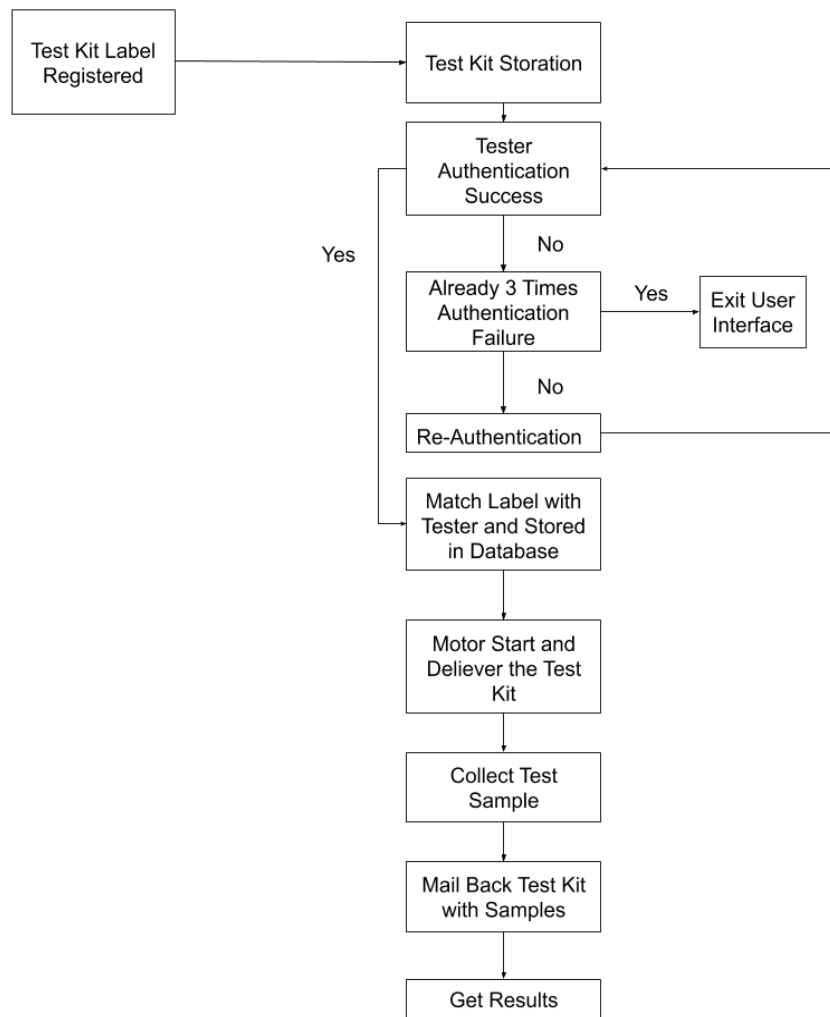 Test Kit Label
Registered
Test Kit Storation
Tester
Authentication
Success
Yes
No
Already 3 Times
Authentication
Failure
Yes
Exit User
Interface
No
Re-Authentication
Match Label with
Tester and Stored
in Database
Motor Start and
Deliever the Test
Kit
Collect Test
Sample
Mail Back Test Kit
with Samples
Get Results